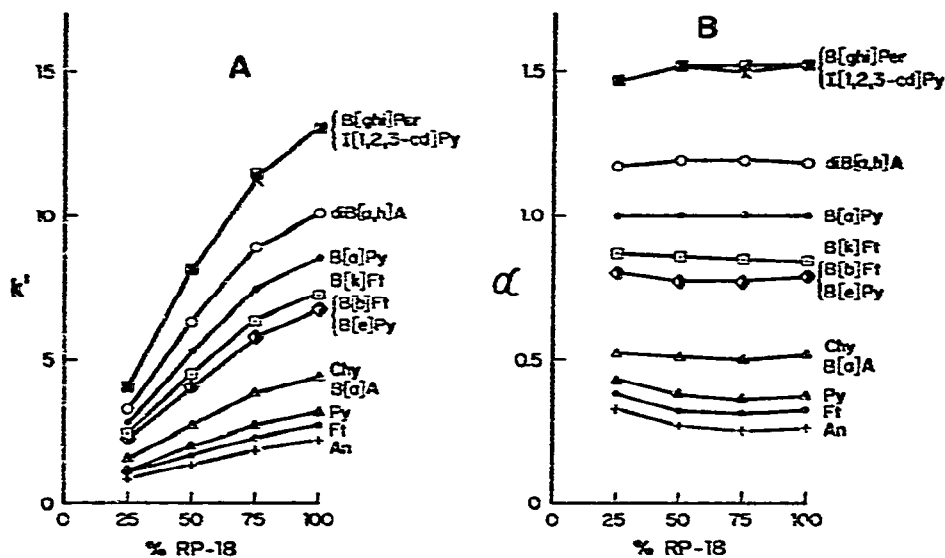 A
15
10
5
0
k'
B[ghi]Per
I[1,2,3-cd]Py
diB[a,h]A
B[a]Py
B[k]Ft
B[b]Ft
B[e]Py
Chy
B[a]A
Py
Ft
An
0 25 50 75 100
% RP-18
B
1.5
1.0
0.5
0
α
B[ghi]Per
I[1,2,3-cd]Py
diB[a,h]A
B[a]Py
B[k]Ft
B[b]Ft
B[e]Py
Chy
B[a]A
Py
Ft
An
0 25 50 75 100
% RP-18